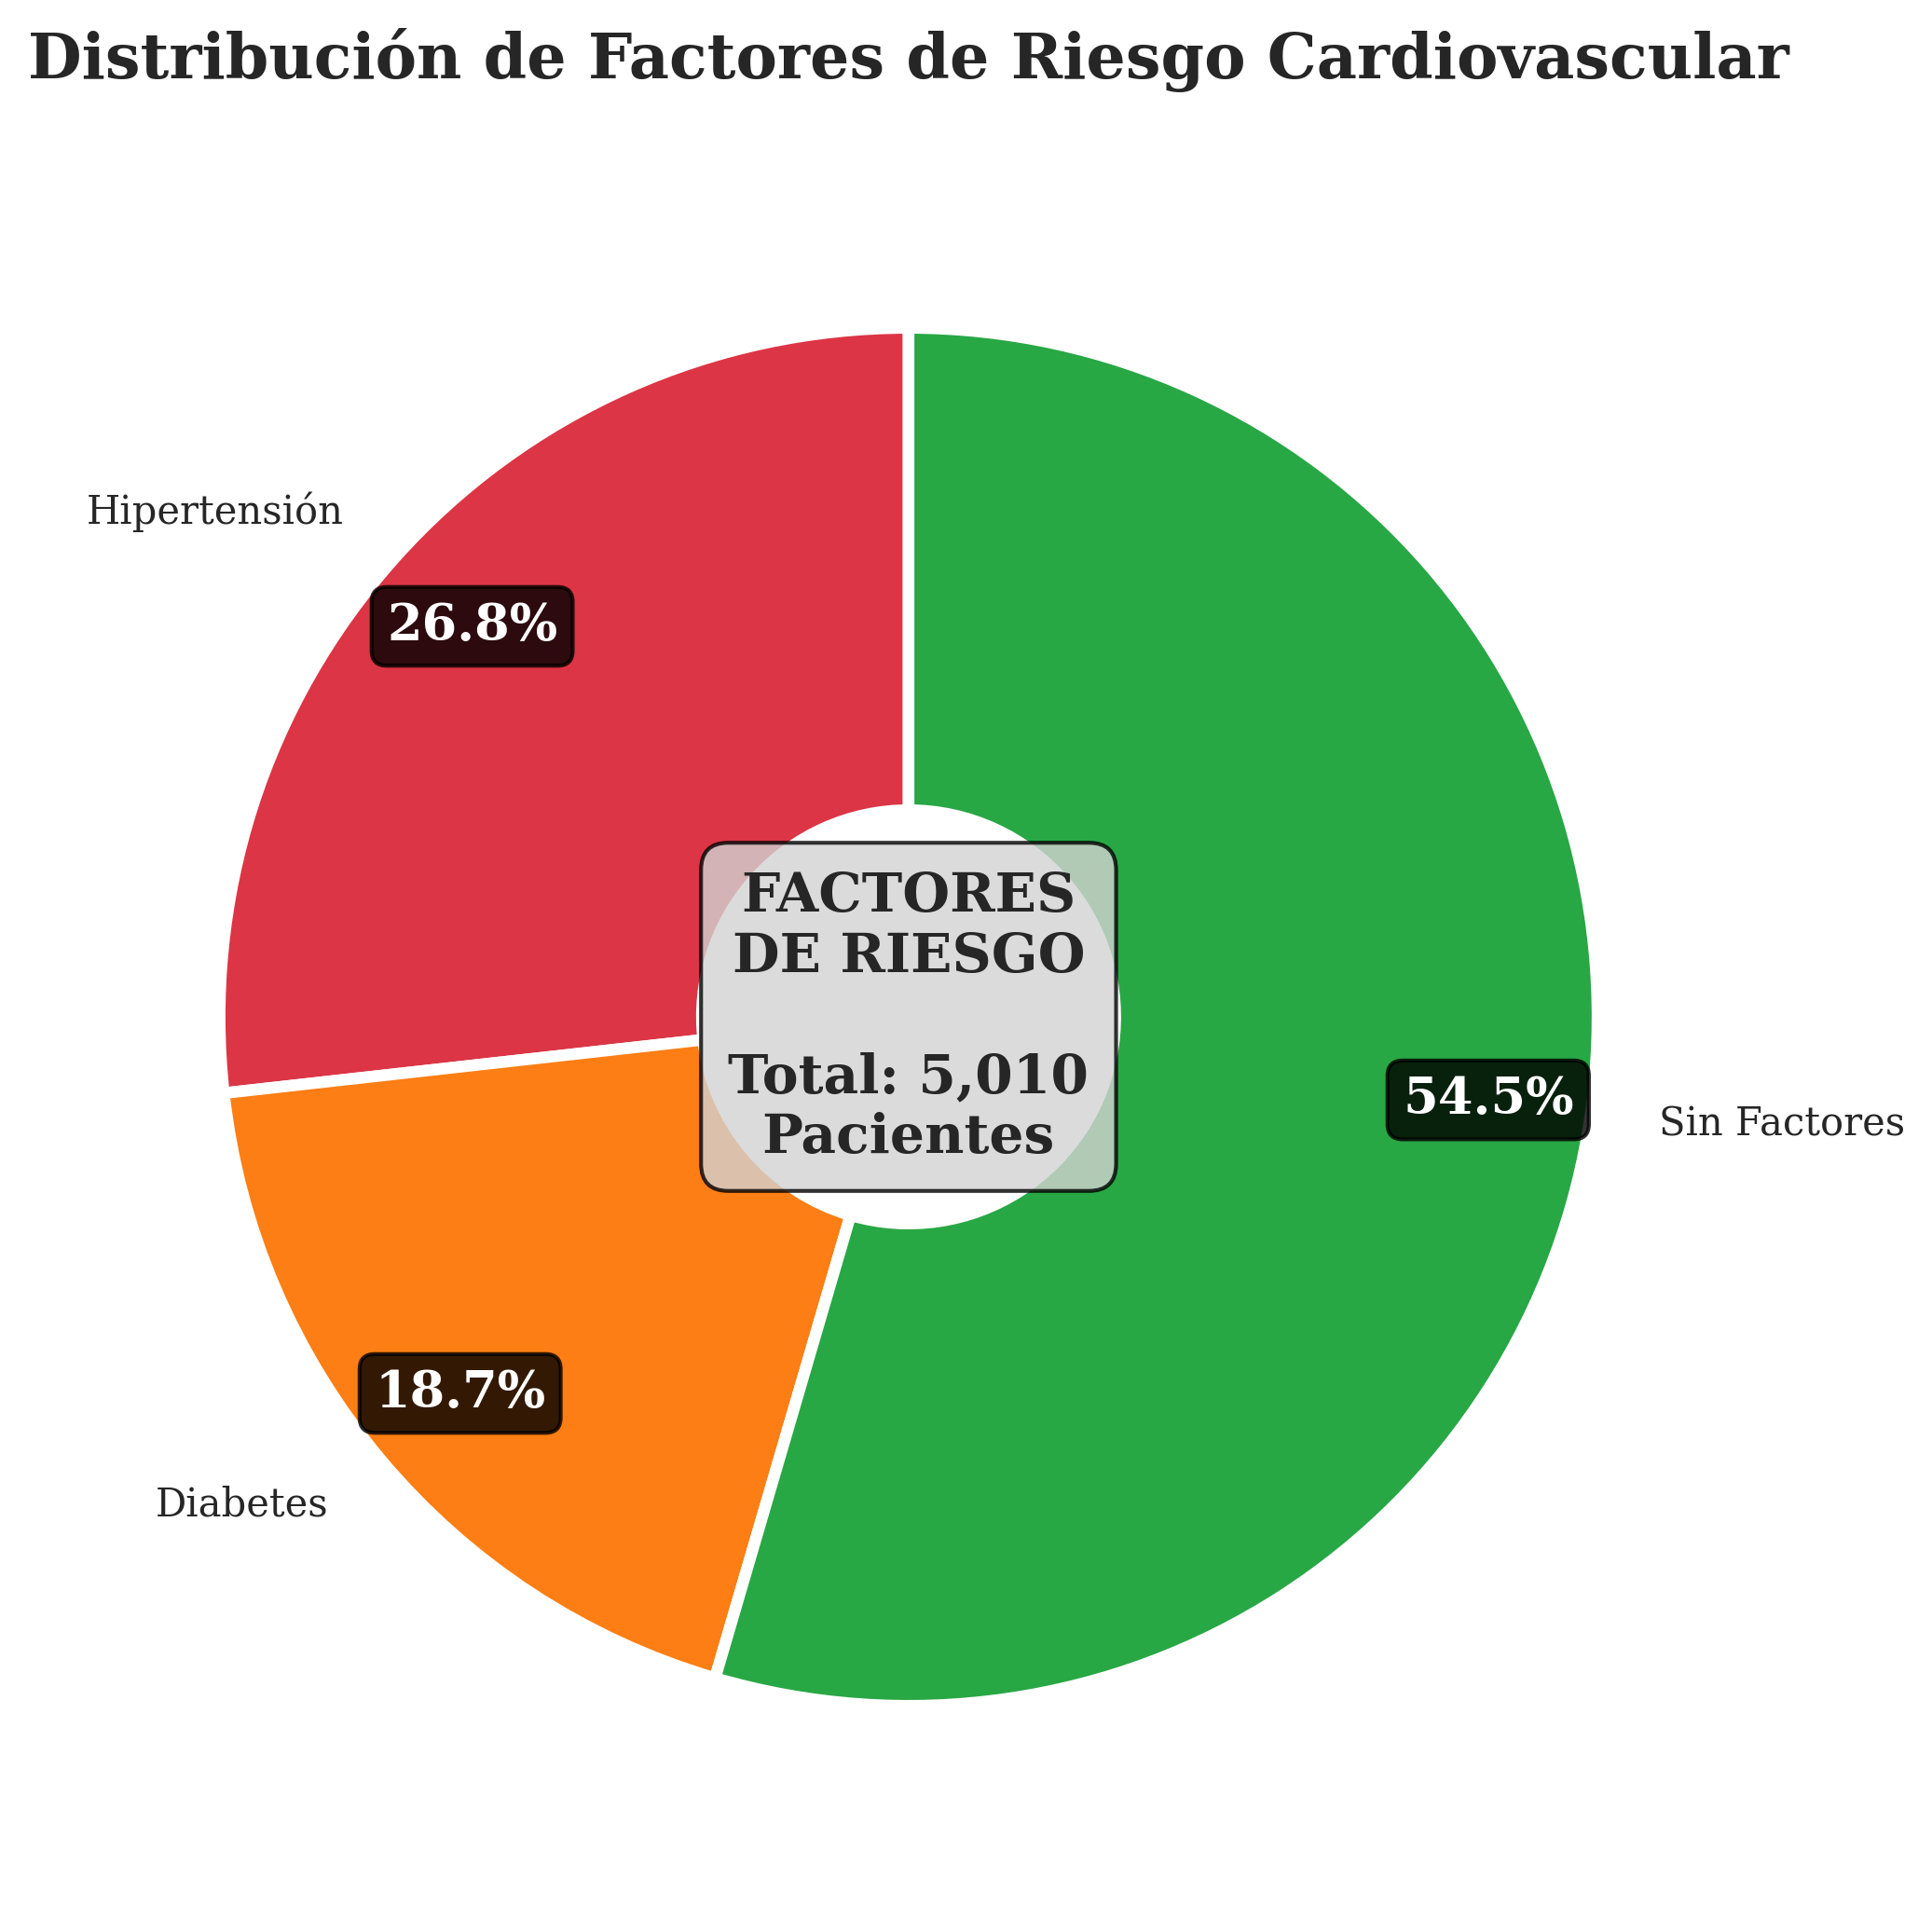 Distribución de Factores de Riesgo Cardiovascular
Hipertensión
26.8%
FACTORES
DE RIESGO
Total: 5,010
Pacientes
54.5%
Sin Factores
18.7%
Diabetes